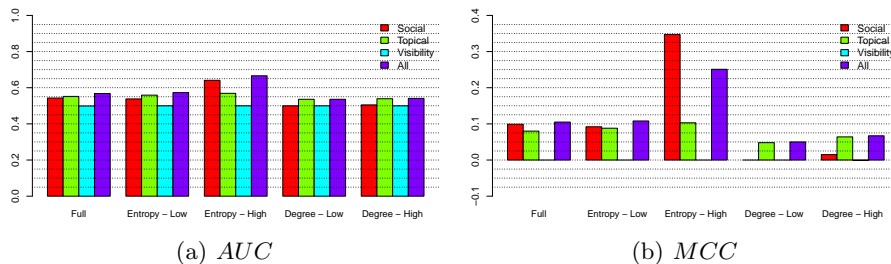 1.0
0.8
0.6
0.4
0.2
0.0
Social
Topical
Visibility
All
Full
Entropy – Low
Entropy – High
Degree – Low
Degree – High
(a) AUC
0.4
0.3
0.2
0.1
0.0
−0.1
Social
Topical
Visibility
All
Full
Entropy – Low
Entropy – High
Degree – Low
Degree – High
(b) MCC